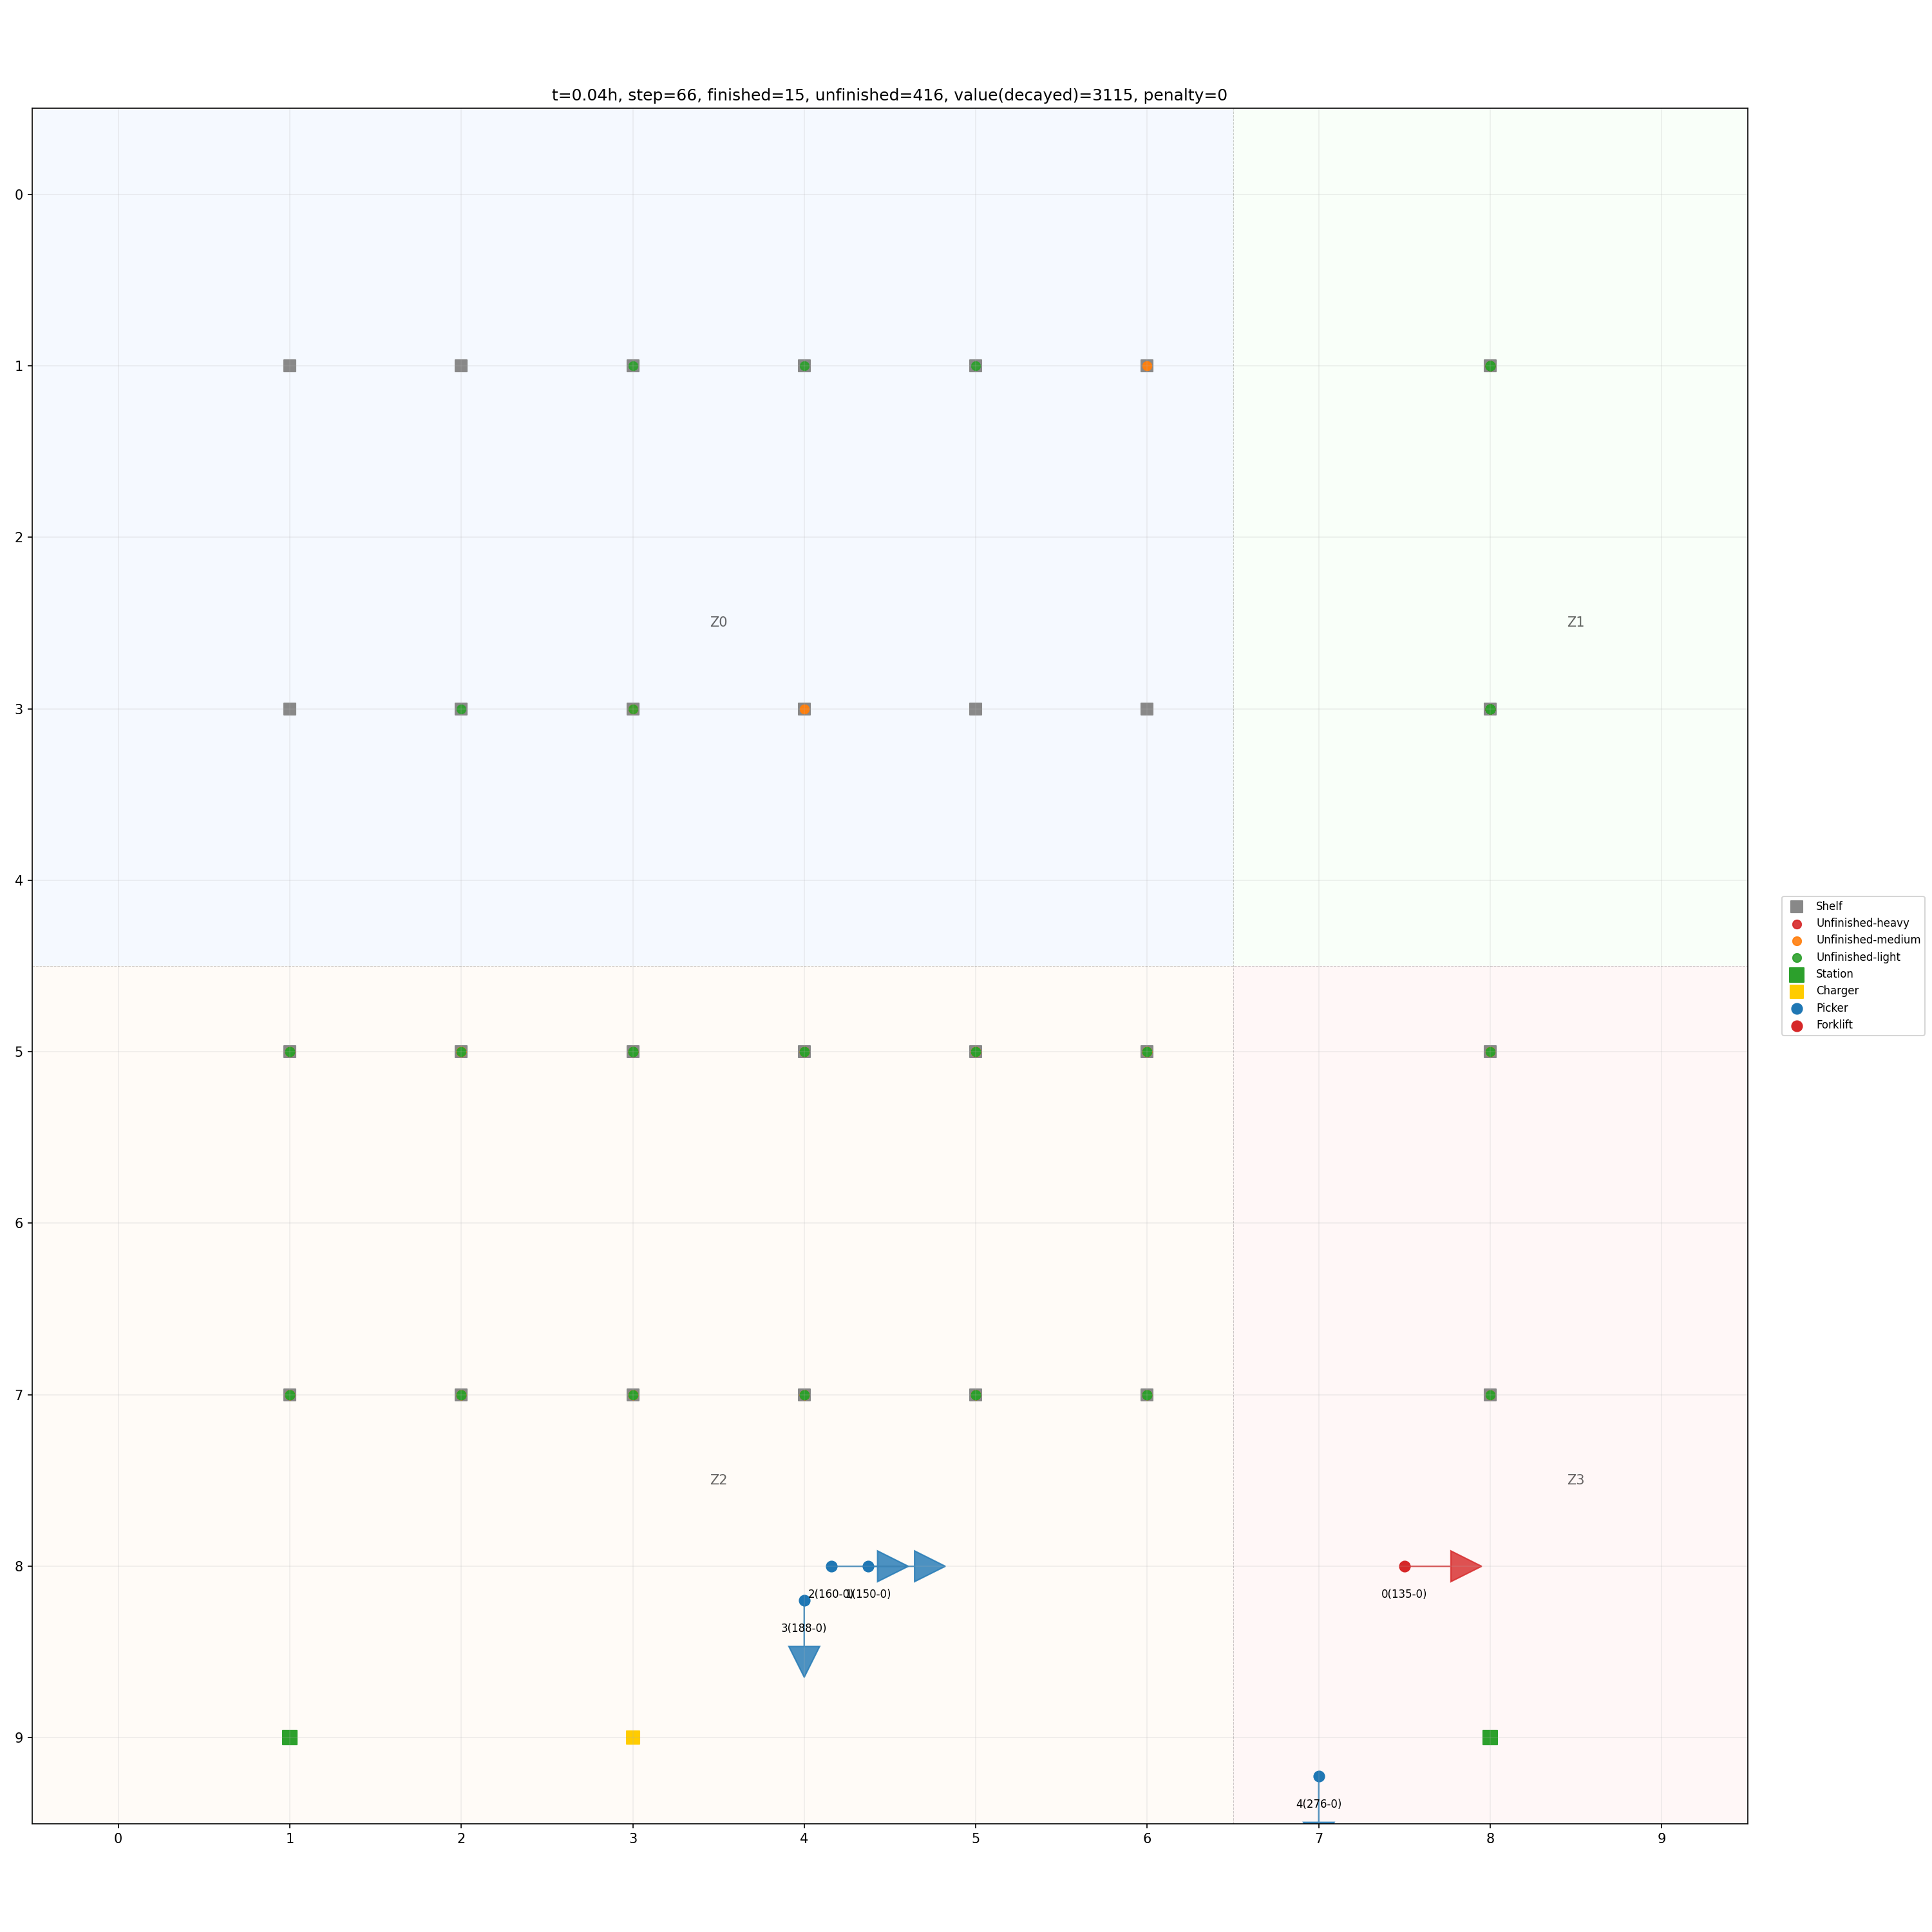 t=0.04h, step=66, finished=15, unfinished=416, value(decayed)=3115, penalty=0
0
1
2
Z0
Z1
3
4
Shelf
Unfinished-heavy
Unfinished-medium
Unfinished-light
Station
Charger
Picker
Forklift
5
6
7
Z2
Z3
8
2(160-0)
1(150-0)
0(135-0)
3(188-0)
9
4(276-0)
0 1 2 3 4 5 6 7 8 9